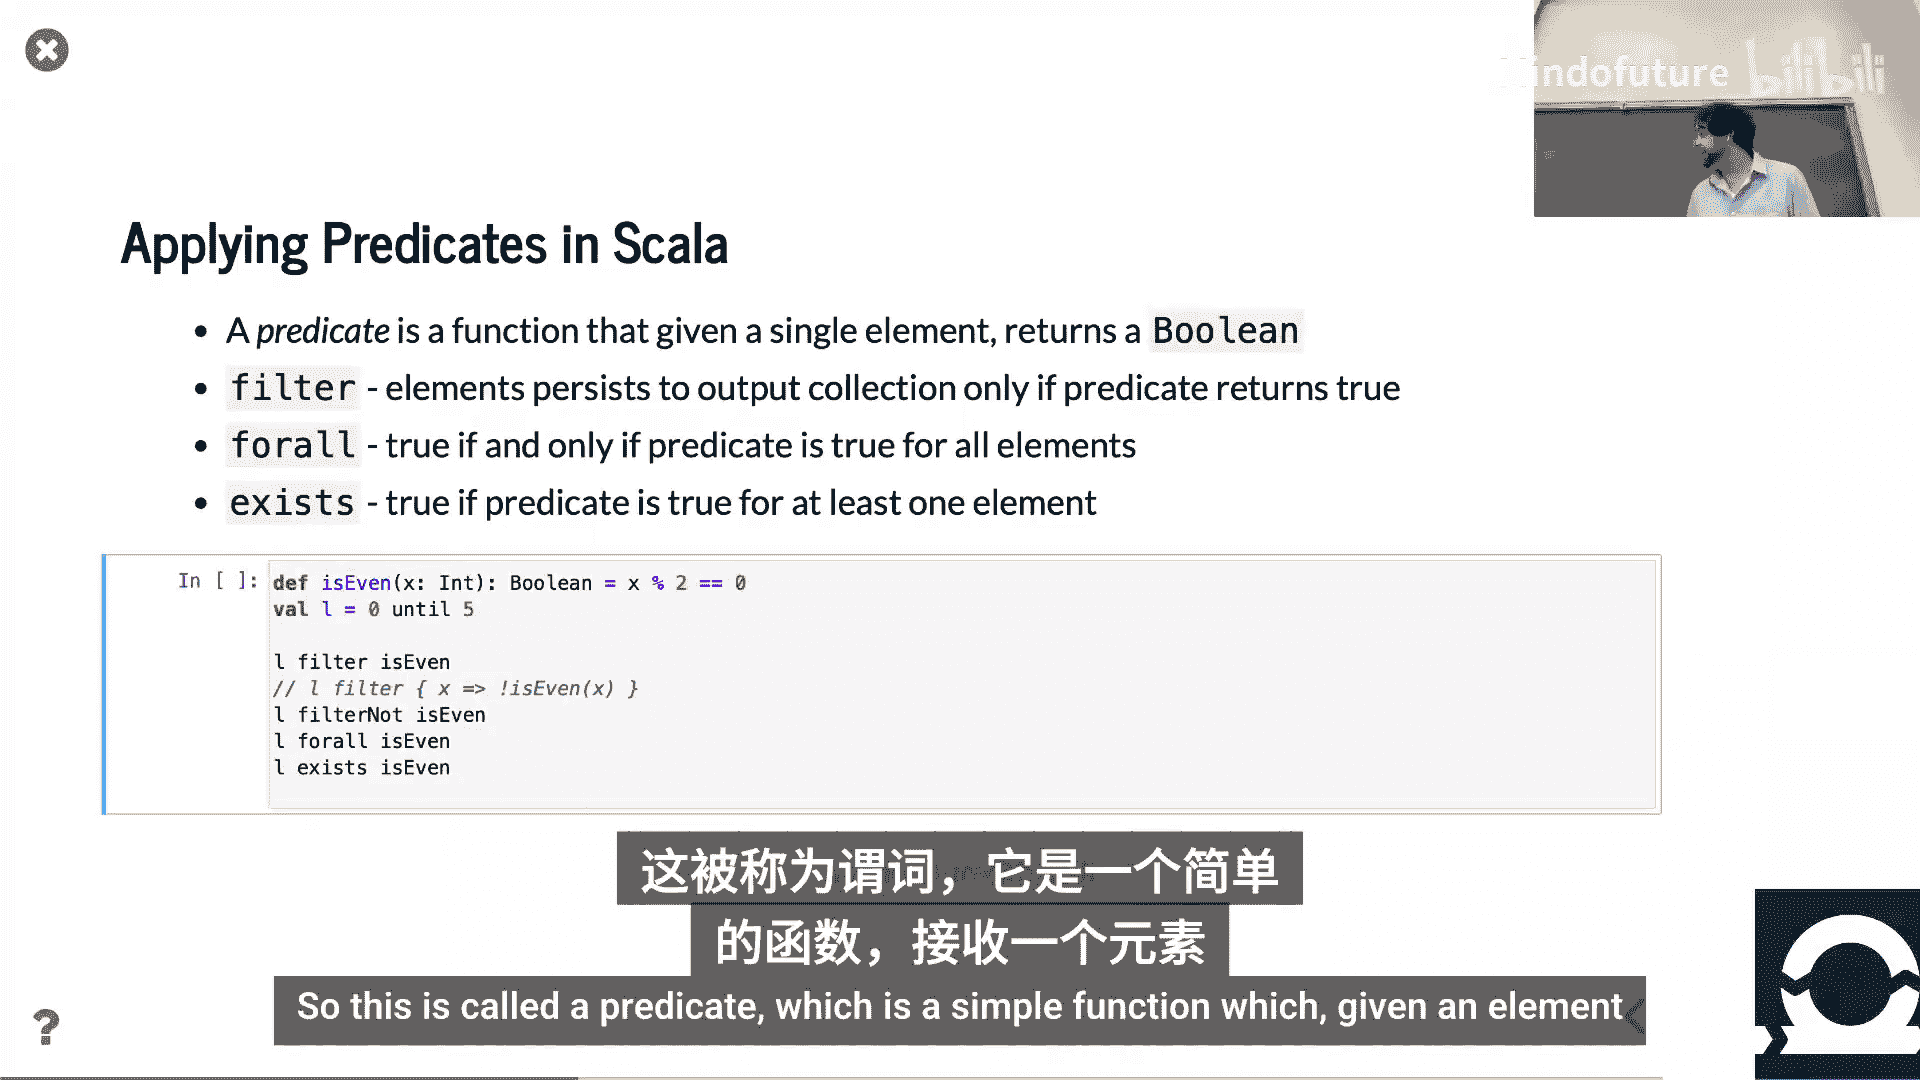 indofuture bilibili
Applying Predicates in Scala
• A predicate is a function that given a single element, returns a Boolean
• filter - elements persists to output collection only if predicate returns true
• forall - true if and only if predicate is true for all elements
• exists - true if predicate is true for at least one element
In [ ]: def isEven(x: Int): Boolean = x % 2 == 0
val l = 0 until 5
l filter isEven
// l filter { x => !isEven(x) }
l filterNot isEven
l forall isEven
l exists isEven
这被称为谓词，它是一个简单
的函数，接收一个元素
So this is called a predicate, which is a simple function which, given an element
?